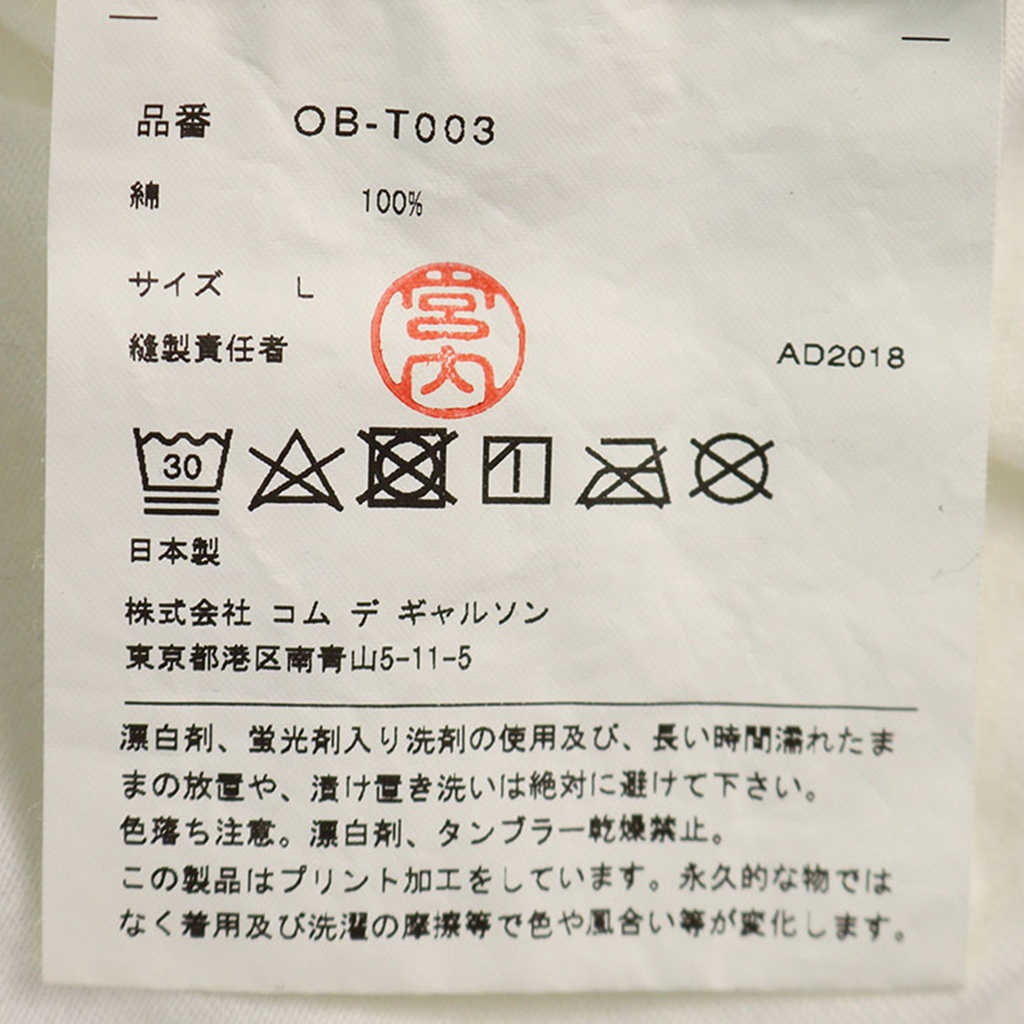 品番 OB-T003
綿 100%
サイズ L
縫製責任者 宮内 AD2018
30
1
日本製
株式会社 コム デ ギャルソン
東京都港区南青山5-11-5
漂白剤、蛍光剤入り洗剤の使用及び、長い時間濡れたま
まの放置や、漬け置き洗いは絶対に避けて下さい。
色落ち注意。漂白剤、タンブラー乾燥禁止。
この製品はプリント加工をしています。永久的な物では
なく着用及び洗濯の摩擦等で色や風合い等が変化します。